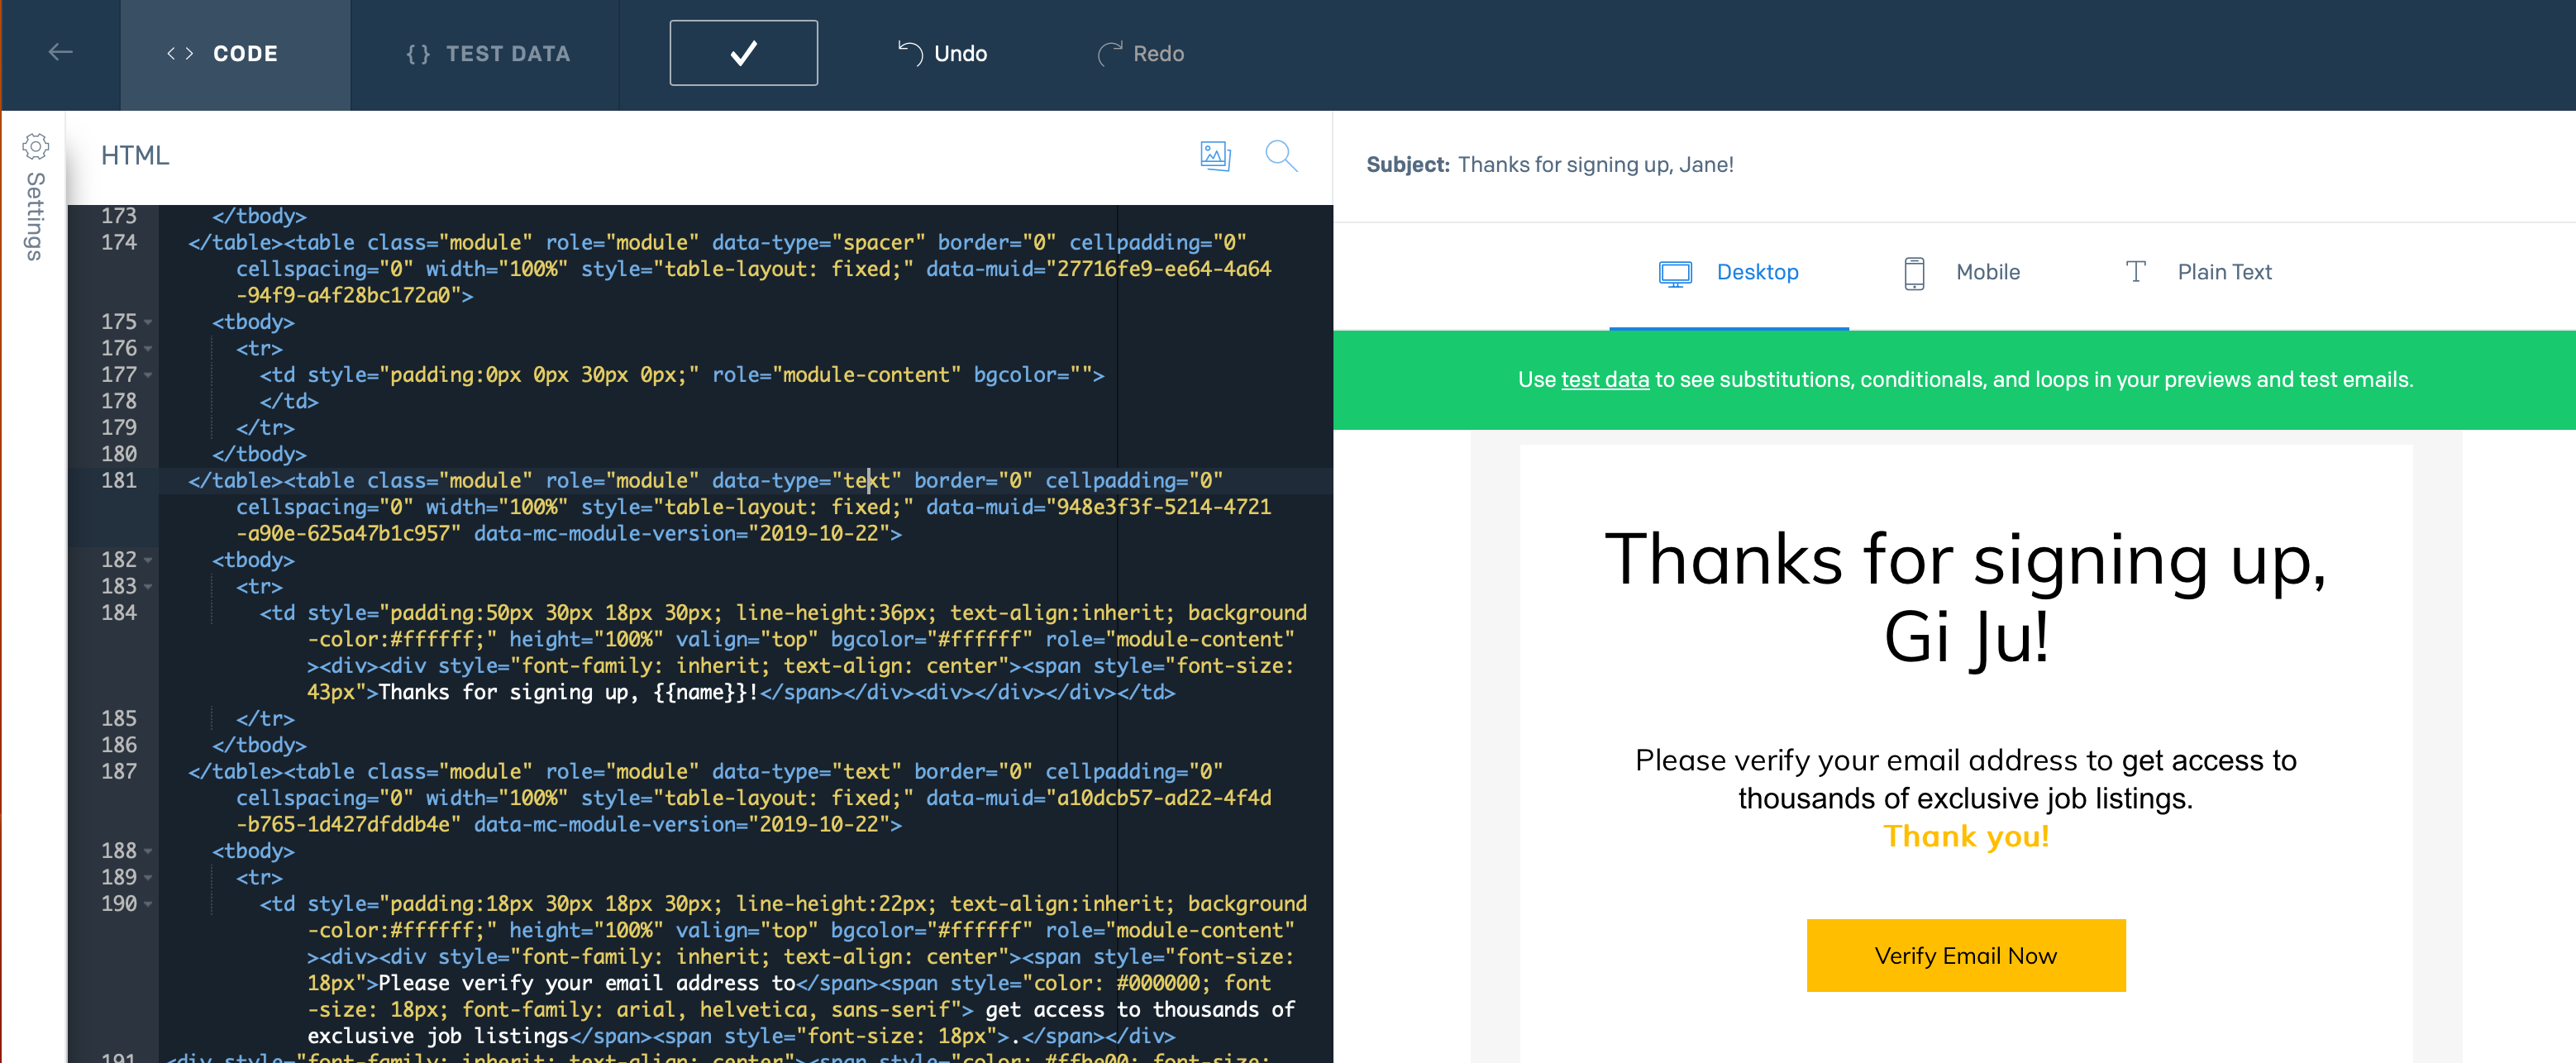 < > CODE
{} TEST DATA
Undo
Redo
Settings
HTML
173 </tbody>
174 </table><table class="module" role="module" data-type="spacer" border="0" cellpadding="0"
cellspacing="0" width="100%" style="table-layout: fixed;" data-muid="27716fe9-ee64-4a64
-94f9-a4f28bc172a0">
175 <tbody>
176 <tr>
177 <td style="padding:0px 0px 30px 0px;" role="module-content" bgcolor="">
178 </td>
179 </tr>
180 </tbody>
181 </table><table class="module" role="module" data-type="text" border="0" cellpadding="0"
cellspacing="0" width="100%" style="table-layout: fixed;" data-muid="948e3f3f-5214-4721
-a90e-625a47b1c957" data-mc-module-version="2019-10-22">
182 <tbody>
183 <tr>
184 <td style="padding:50px 30px 18px 30px; line-height:36px; text-align:inherit; background
-color:#ffffff;" height="100%" valign="top" bgcolor="#ffffff" role="module-content"
><div><div style="font-family: inherit; text-align: center"><span style="font-size:
43px">Thanks for signing up, {{name}}!</span></div><div></div></div></td>
185 </tr>
186 </tbody>
187 </table><table class="module" role="module" data-type="text" border="0" cellpadding="0"
cellspacing="0" width="100%" style="table-layout: fixed;" data-muid="a10dcb57-ad22-4f4d
-b765-1d427dfddb4e" data-mc-module-version="2019-10-22">
188 <tbody>
189 <tr>
190 <td style="padding:18px 30px 18px 30px; line-height:22px; text-align:inherit; background
-color:#ffffff;" height="100%" valign="top" bgcolor="#ffffff" role="module-content"
><div><div style="font-family: inherit; text-align: center"><span style="font-size:
18px">Please verify your email address to</span><span style="color: #000000; font
-size: 18px; font-family: arial, helvetica, sans-serif"> get access to thousands of
exclusive job listings</span><span style="font-size: 18px">.</span></div>
191 <div style="font-family: inherit; text-align: center"><span style="color: #ffbe00; font-size:
Subject: Thanks for signing up, Jane!
Desktop
Mobile
T Plain Text
Use test data to see substitutions, conditionals, and loops in your previews and test emails.
Thanks for signing up,
Gi Ju!
Please verify your email address to get access to
thousands of exclusive job listings.
Thank you!
Verify Email Now